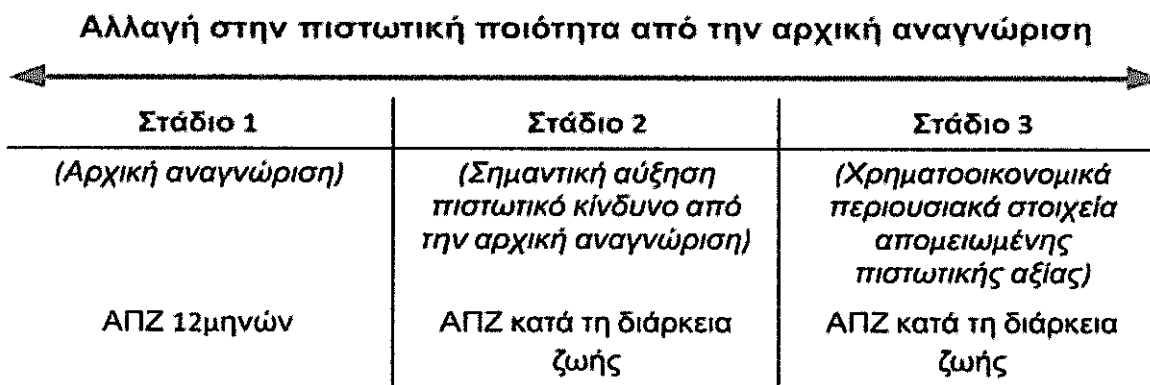 Αλλαγή στην πιστωτική ποιότητα από την αρχική αναγνώριση
Στάδιο 1
Στάδιο 2
Στάδιο 3
(Αρχική αναγνώριση)
(Σημαντική αύξηση
πιστωτικό κίνδυνο από
την αρχική αναγνώριση)
(Χρηματοοικονομικά
περιουσιακά στοιχεία
απομειωμένης
πιστωτικής αξίας)
ΑΠΖ 12μηνών
ΑΠΖ κατά τη διάρκεια
ζωής
ΑΠΖ κατά τη διάρκεια
ζωής